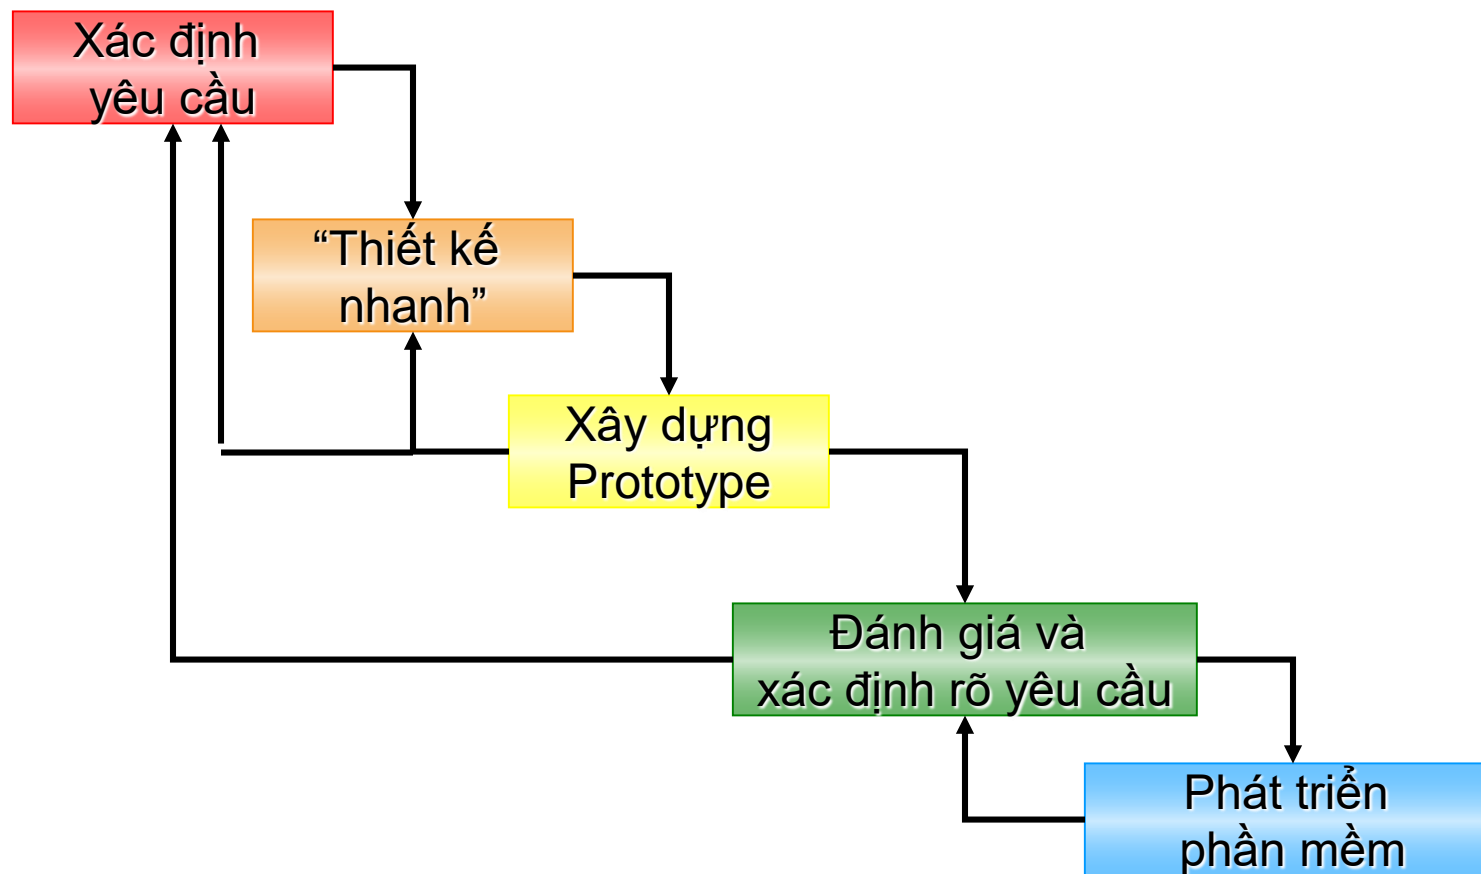 Xác định
yêu cầu
“Thiết kế
nhanh”
Xây dựng
Prototype
Đánh giá và
xác định rõ yêu cầu
Phát triển
phần mềm